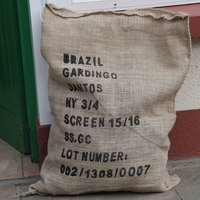 BRAZIL
GARDINGO
SANTOS
NY 3/4
SCREEN 15/16
SS.GC
LOT NUMBER:
002/1308/0007